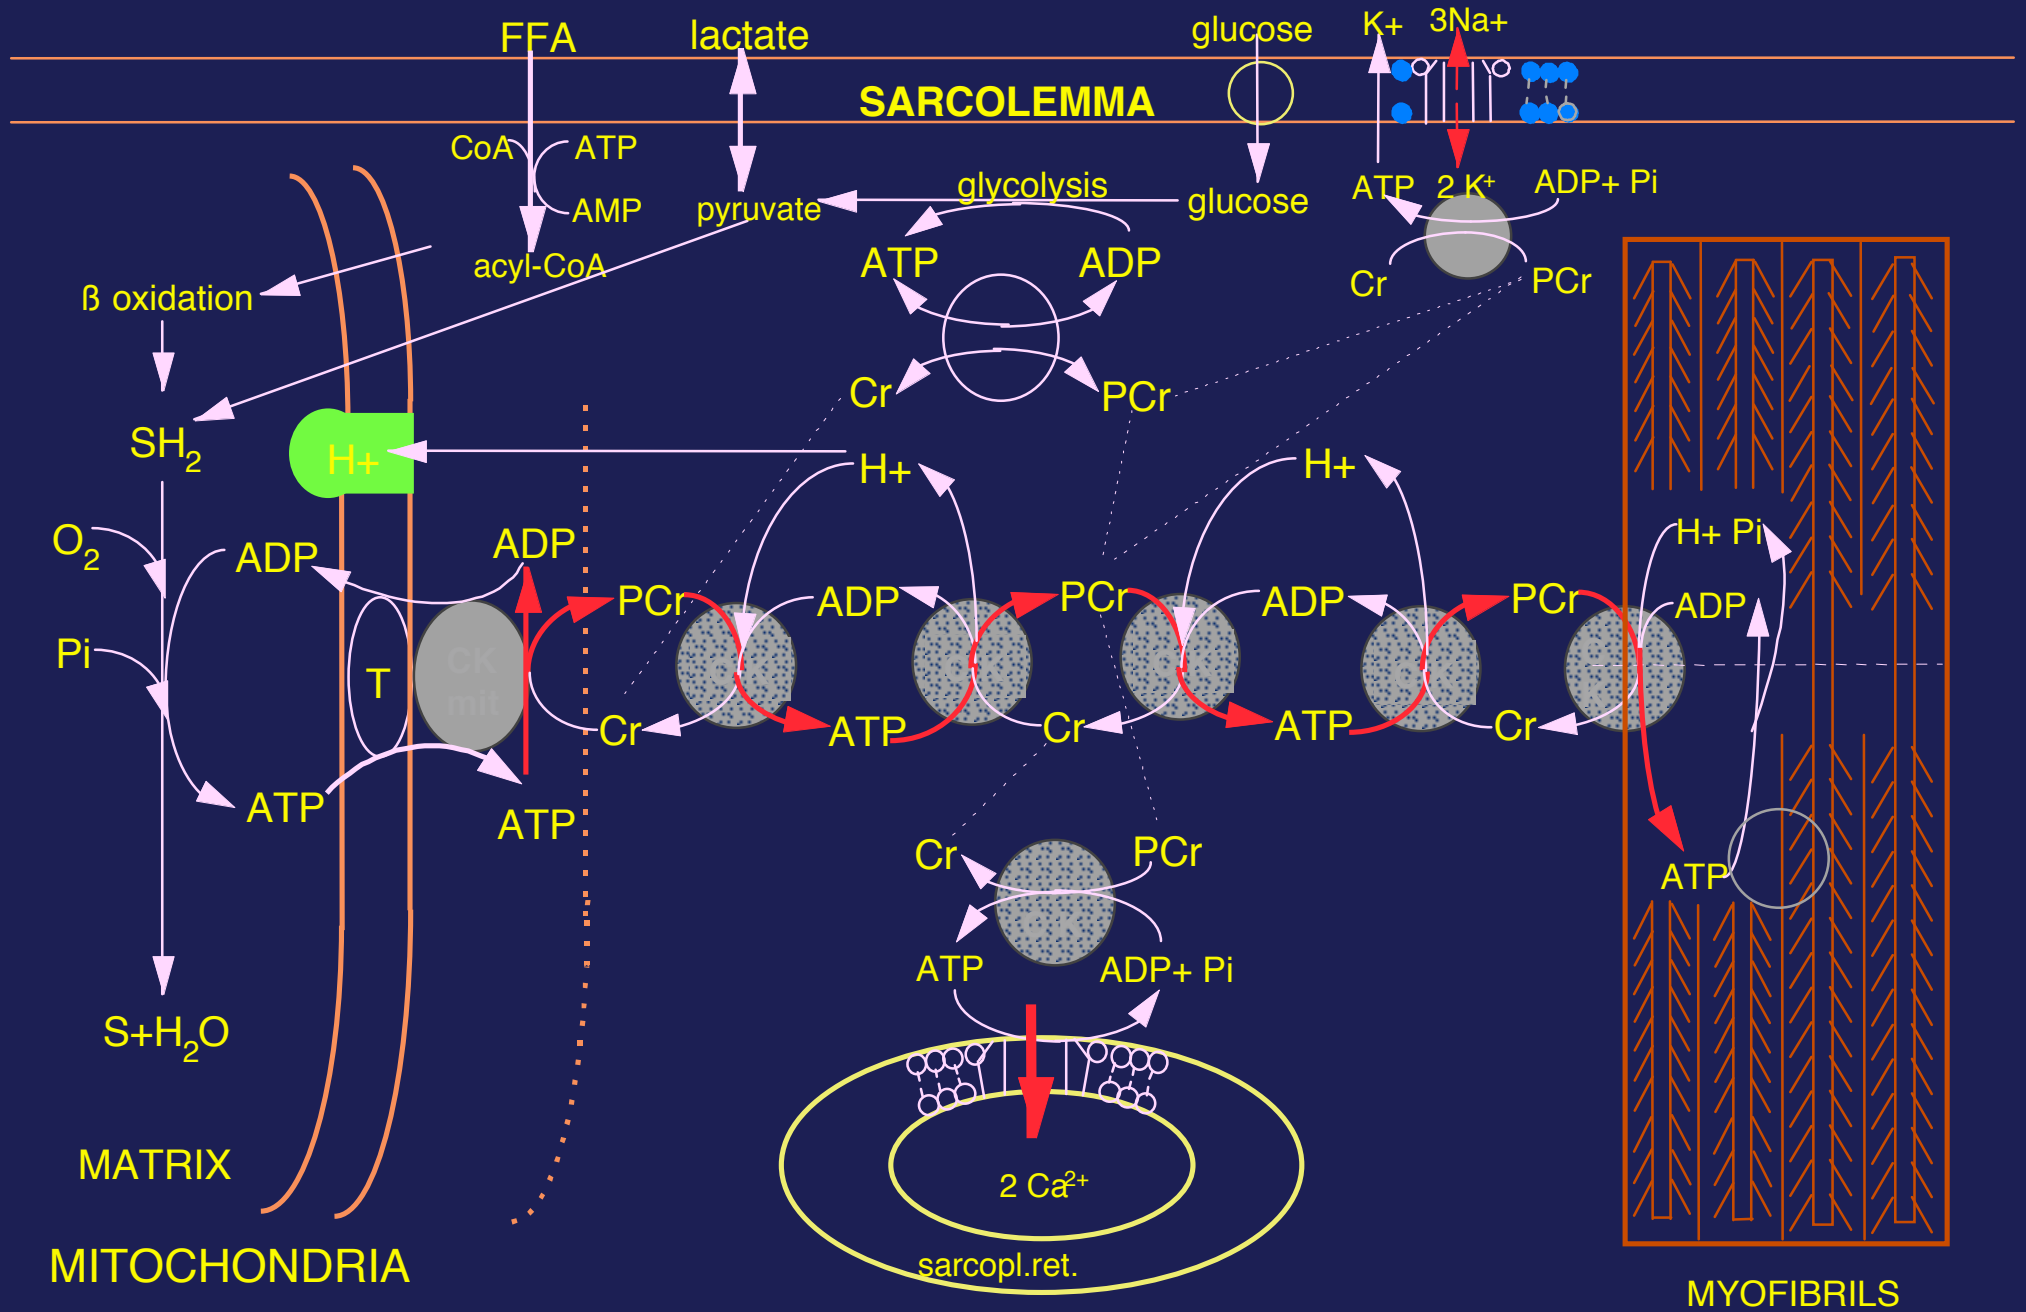 FFA
lactate
glucose
K+
3Na+
SARCOLEMMA
CoA
ATP
AMP
acyl-CoA
pyruvate
glycolysis
glucose
ATP
2 K+
ADP+ Pi
Cr
PCr
ATP
ADP
Cr
PCr
ß oxidation
SH2
H+
H+
H+
H+ Pi
O2
ADP
ADP
PCr
ADP
PCr
ADP
PCr
ADP
Pi
T
CK
mit
Cr
ATP
Cr
ATP
Cr
ATP
ATP
ATP
Cr
PCr
ATP
ADP+ Pi
S+H2O
MATRIX
2 Ca2+
sarcopl.ret.
MITOCHONDRIA
MYOFIBRILS